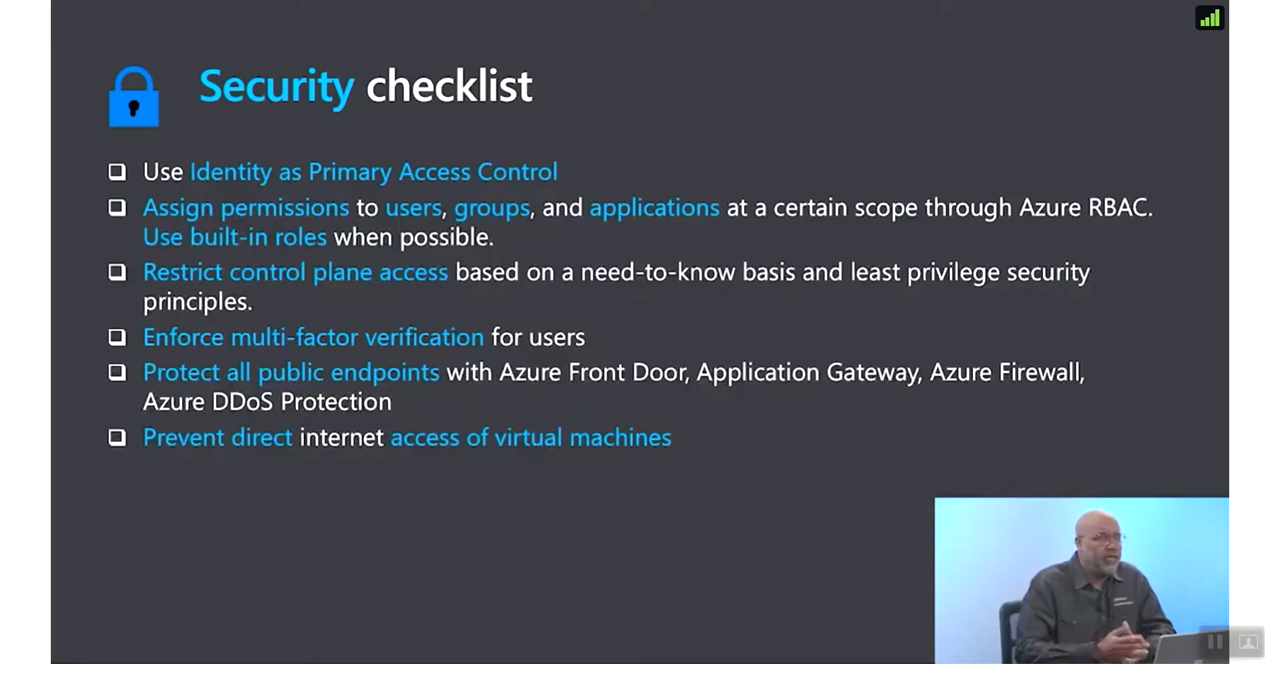 Security checklist
Use Identity as Primary Access Control
Assign permissions to users, groups, and applications at a certain scope through Azure RBAC.
Use built-in roles when possible.
Restrict control plane access based on a need-to-know basis and least privilege security
principles.
Enforce multi-factor verification for users
Protect all public endpoints with Azure Front Door, Application Gateway, Azure Firewall,
Azure DDoS Protection
Prevent direct internet access of virtual machines